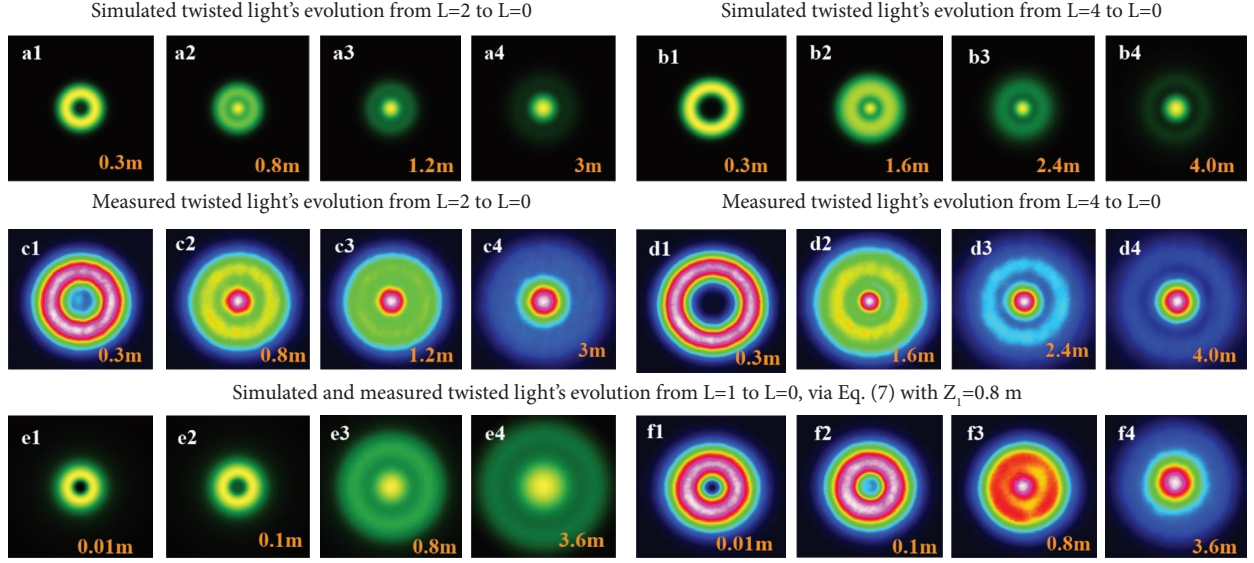 Simulated twisted light's evolution from L=2 to L=0
Simulated twisted light's evolution from L=4 to L=0
a1 a2 a3 a4 b1 b2 b3 b4
0.3m 0.8m 1.2m 3m 0.3m 1.6m 2.4m 4.0m
Measured twisted light's evolution from L=2 to L=0
Measured twisted light's evolution from L=4 to L=0
c1 c2 c3 c4 d1 d2 d3 d4
0.3m 0.8m 1.2m 3m 0.3m 1.6m 2.4m 4.0m
Simulated and measured twisted light's evolution from L=1 to L=0, via Eq. (7) with Z₁=0.8 m
e1 e2 e3 e4 f1 f2 f3 f4
0.01m 0.1m 0.8m 3.6m 0.01m 0.1m 0.8m 3.6m